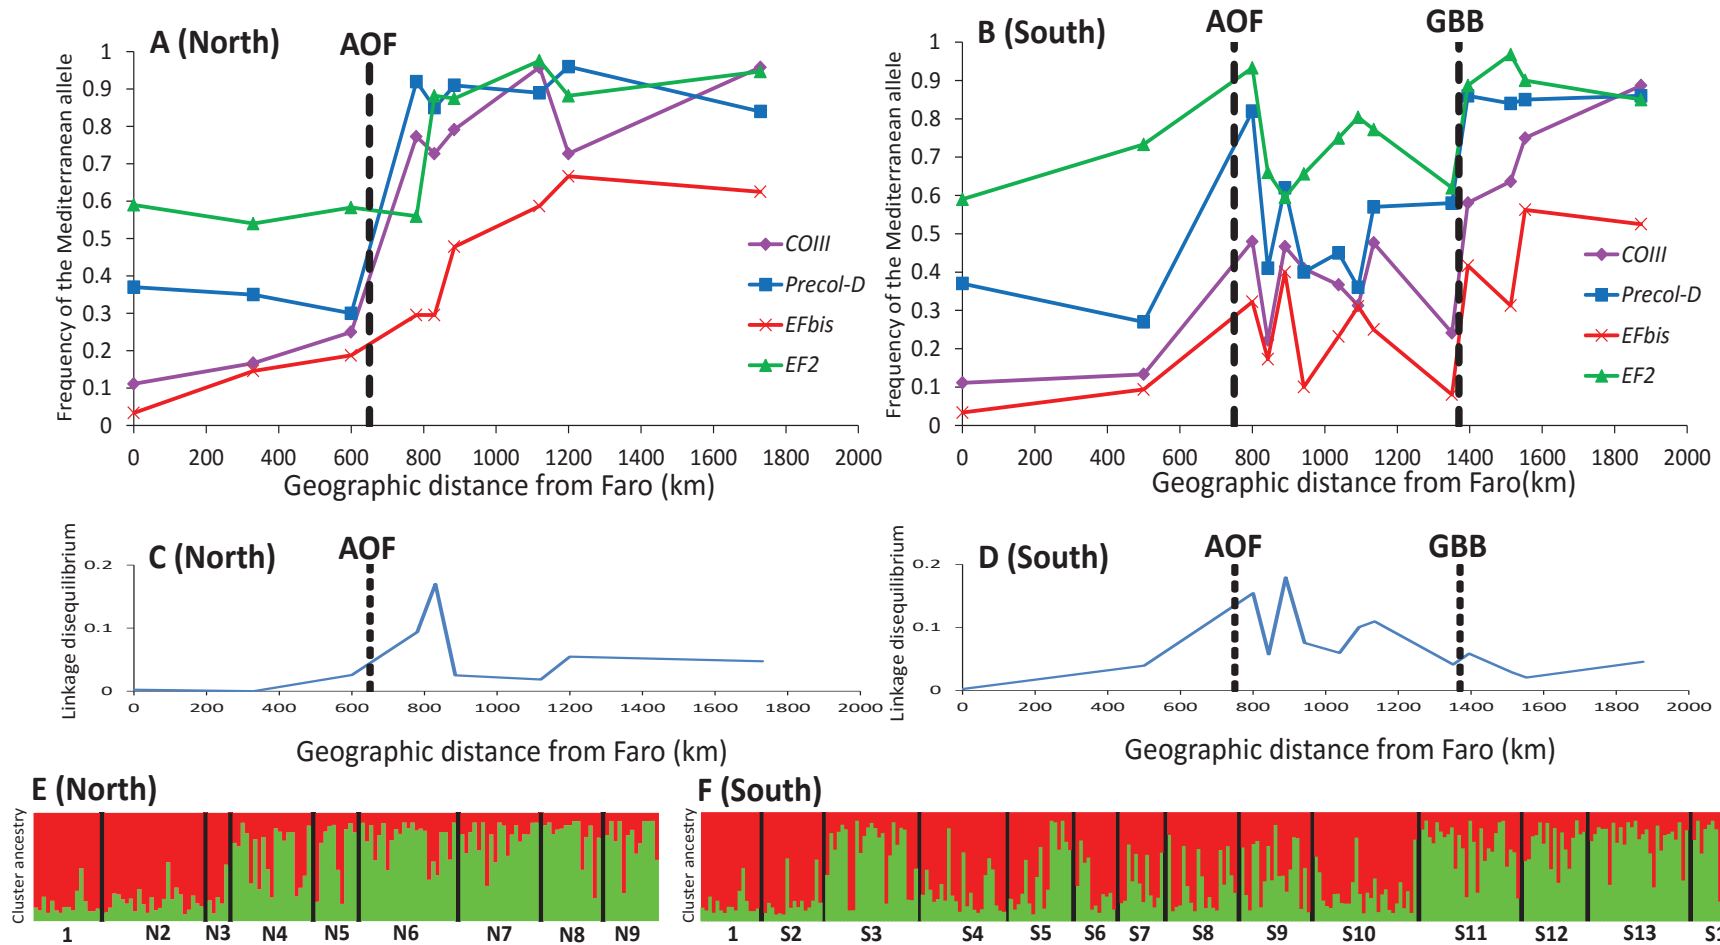 A (North)
AOF
Frequency of the Mediterranean allele
1
0.9
0.8
0.7
0.6
0.5
0.4
0.3
0.2
0.1
0
COIII
Precol-D
EFbis
EF2
0 200 400 600 800 1000 1200 1400 1600 1800 2000
Geographic distance from Faro (km)
B (South)
AOF
GBB
Frequency of the Mediterranean allele
1
0.9
0.8
0.7
0.6
0.5
0.4
0.3
0.2
0.1
0
COIII
Precol-D
EFbis
EF2
0 200 400 600 800 1000 1200 1400 1600 1800 2000
Geographic distance from Faro(km)
C (North)
AOF
Linkage disequilibrium
0.2
0.1
0
0 200 400 600 800 1000 1200 1400 1600 1800 2000
Geographic distance from Faro (km)
D (South)
AOF
GBB
Linkage disequilibrium
0.2
0.1
0
0 200 400 600 800 1000 1200 1400 1600 1800 2000
Geographic distance from Faro (km)
E (North)
Cluster ancestry
1 N2 N3 N4 N5 N6 N7 N8 N9
F (South)
Cluster ancestry
1 S2 S3 S4 S5 S6 S7 S8 S9 S10 S11 S12 S13